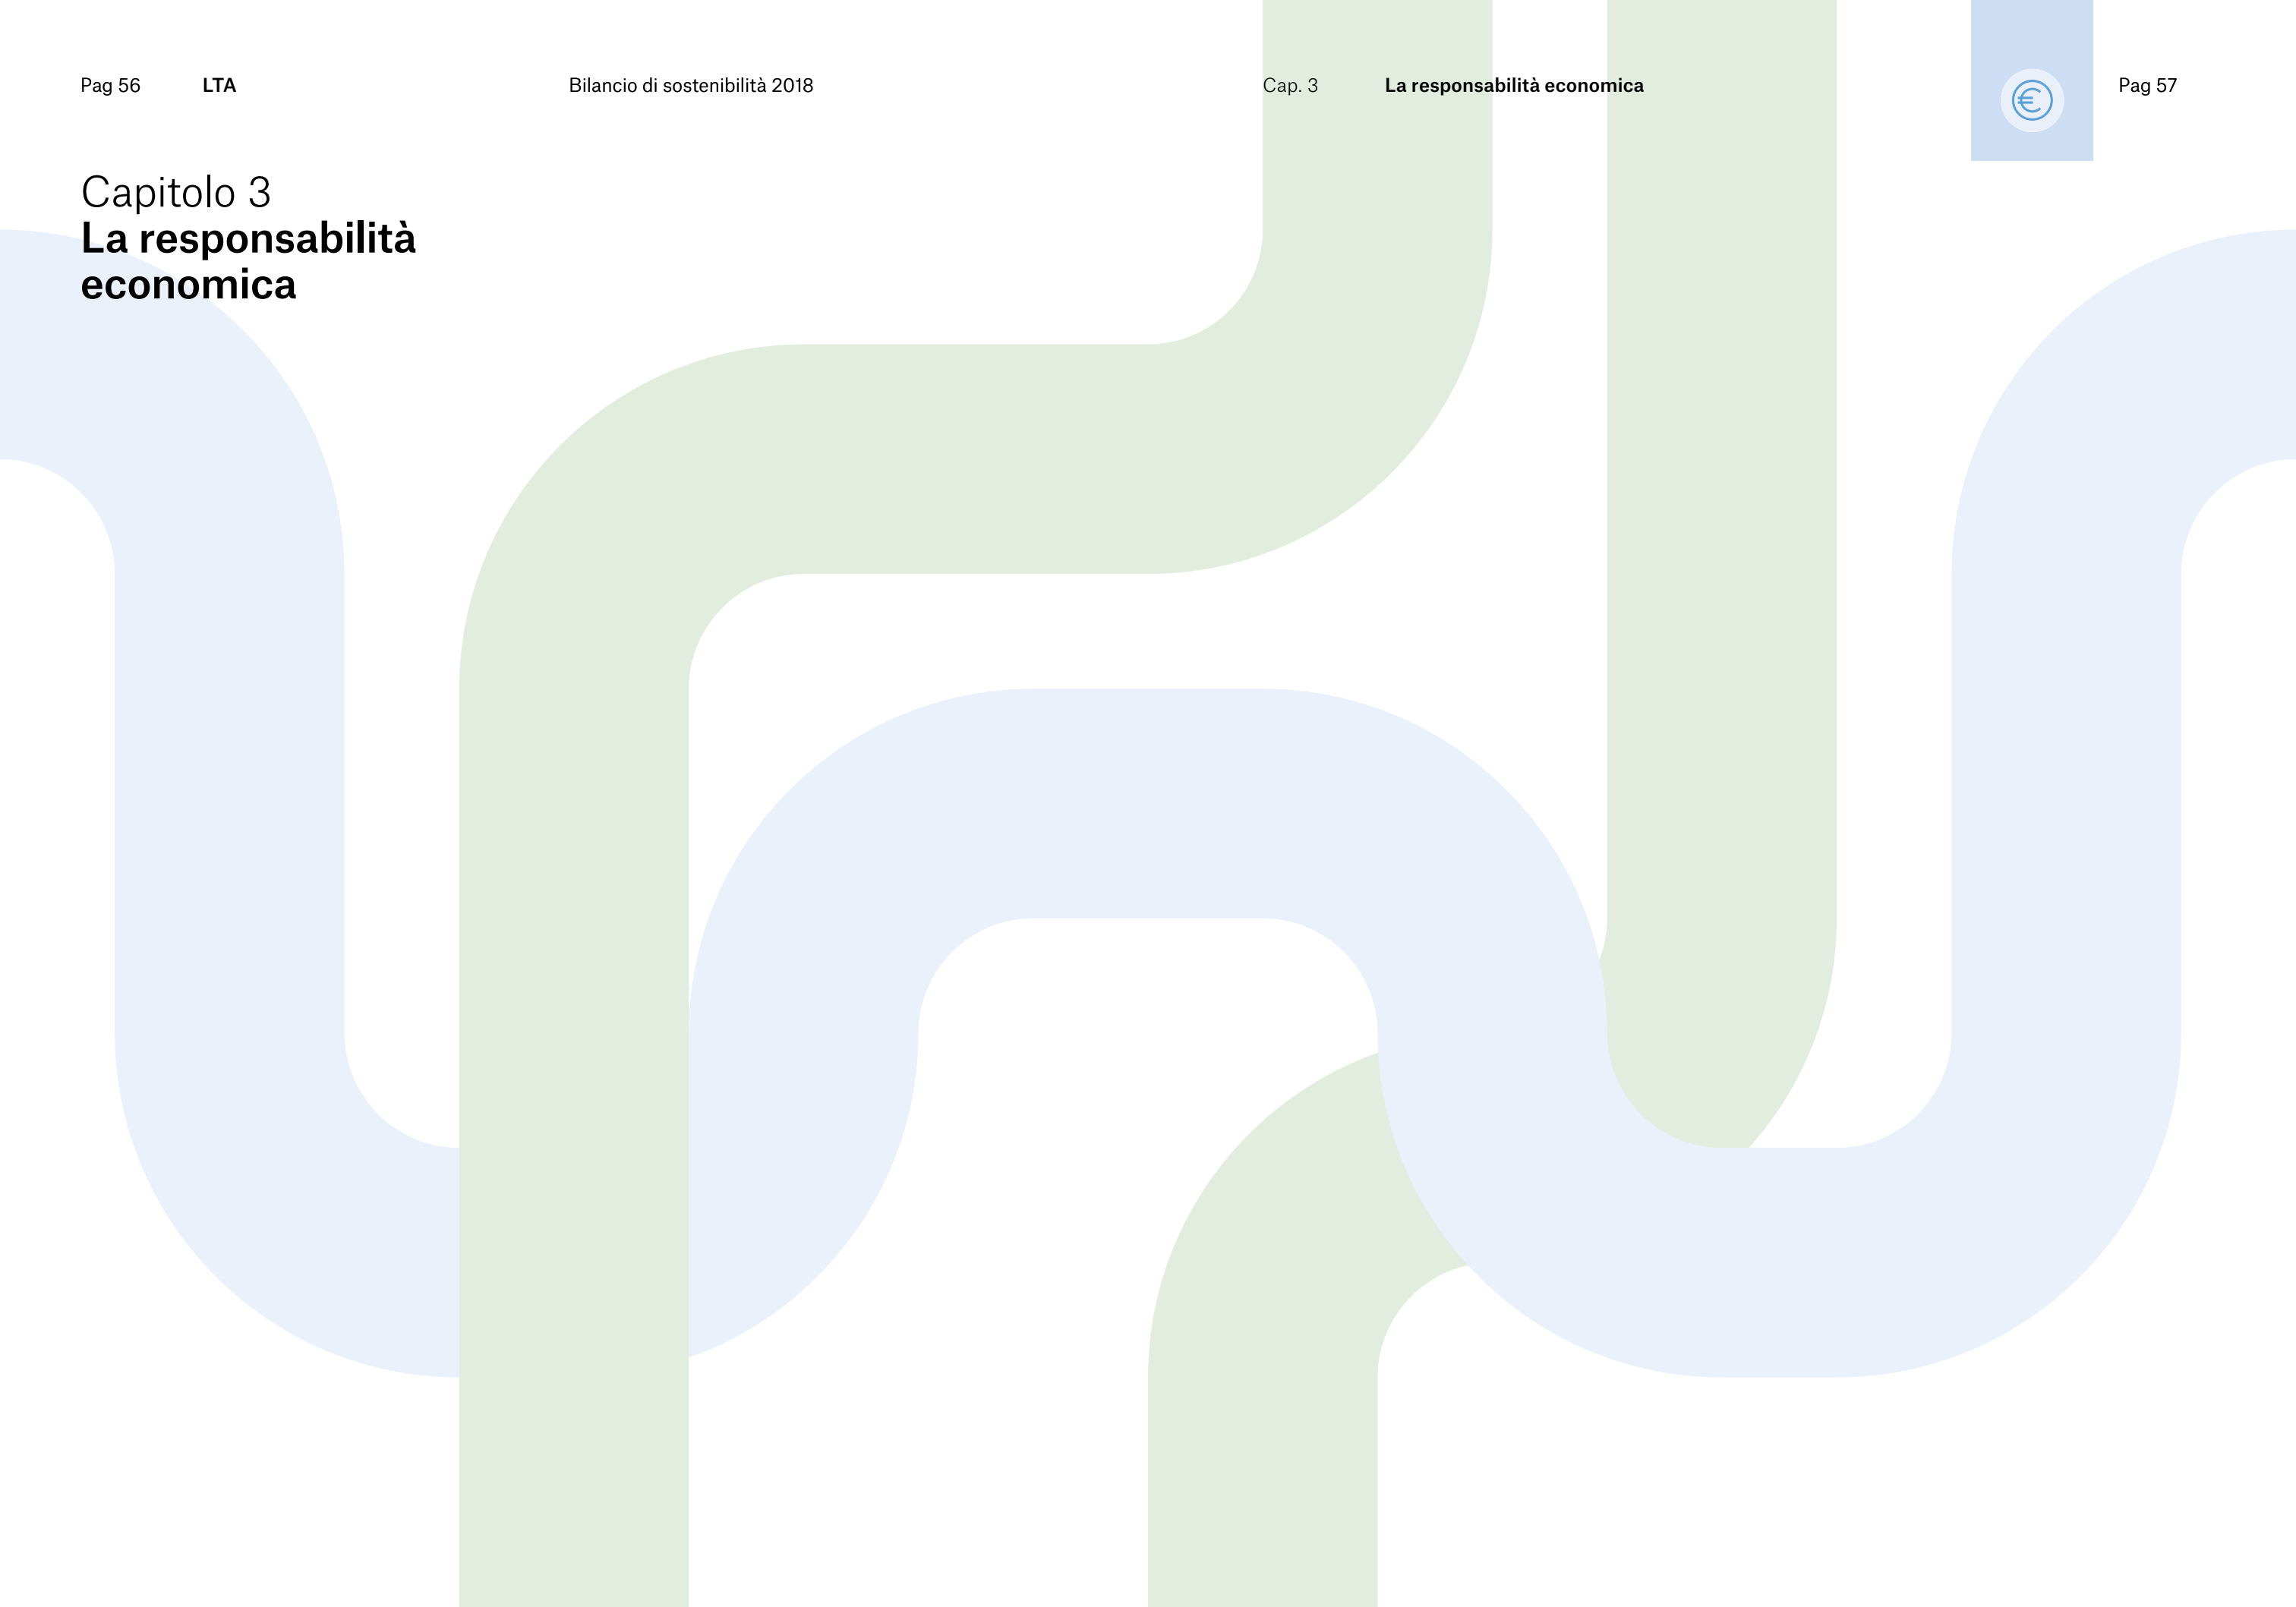 Pag 56 LTA Bilancio di sostenibilità 2018 Cap. 3 La responsabilità economica Pag 57
Capitolo 3
La responsabilità
economica